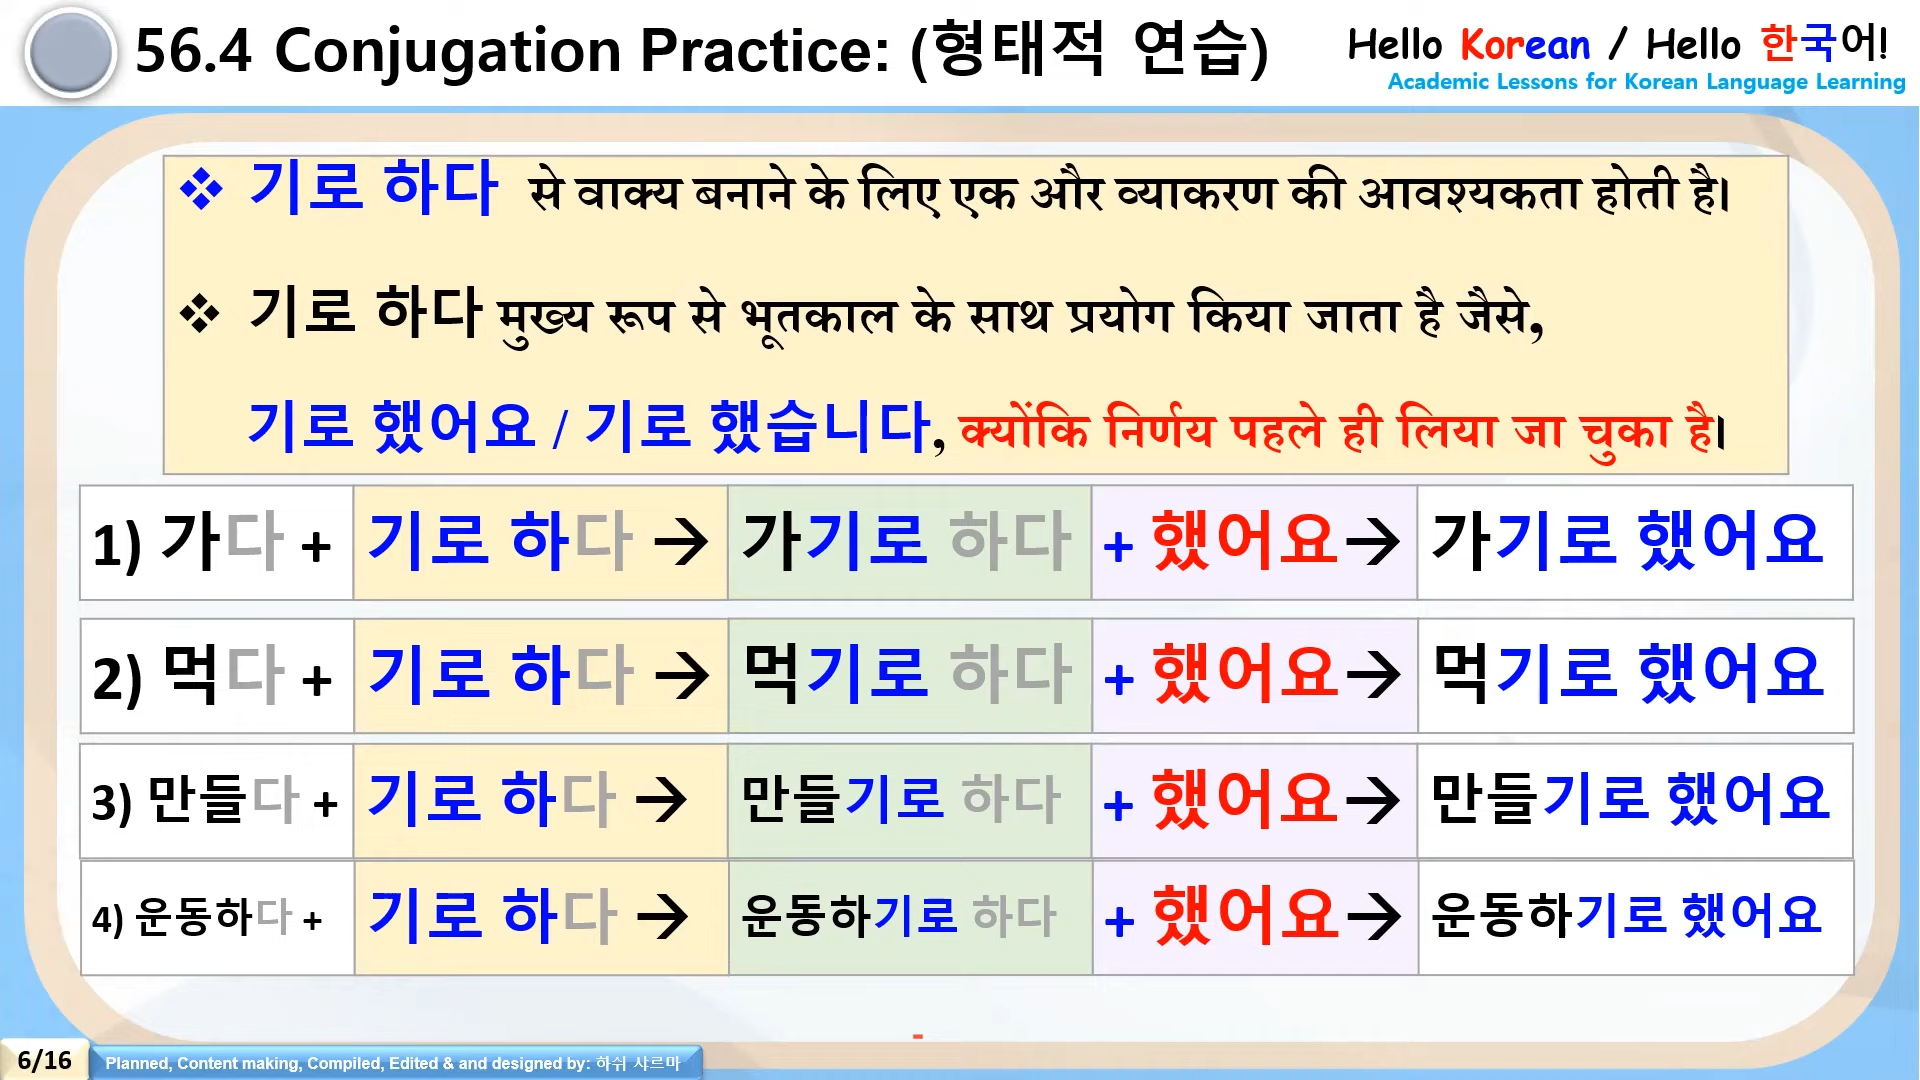 56.4 Conjugation Practice: (형태적 연습)
Hello Korean / Hello 한국어!
Academic Lessons for Korean Language Learning
❖ 기로 하다 से वाक्य बनाने के लिए एक और व्याकरण की आवश्यकता होती है।
❖ 기로 하다 मुख्य रूप से भूतकाल के साथ प्रयोग किया जाता है जैसे,
기로 했어요 / 기로 했습니다, क्योंकि निर्णय पहले ही लिया जा चुका है।
1) 가다 + 기로 하다 → 가기로 하다 + 했어요→ 가기로 했어요
2) 먹다 + 기로 하다 → 먹기로 하다 + 했어요→ 먹기로 했어요
3) 만들다 + 기로 하다 → 만들기로 하다 + 했어요→ 만들기로 했어요
4) 운동하다 + 기로 하다 → 운동하기로 하다 + 했어요→ 운동하기로 했어요
6/16
Planned, Content making, Compiled, Edited & and designed by: 하쉬 샤르마